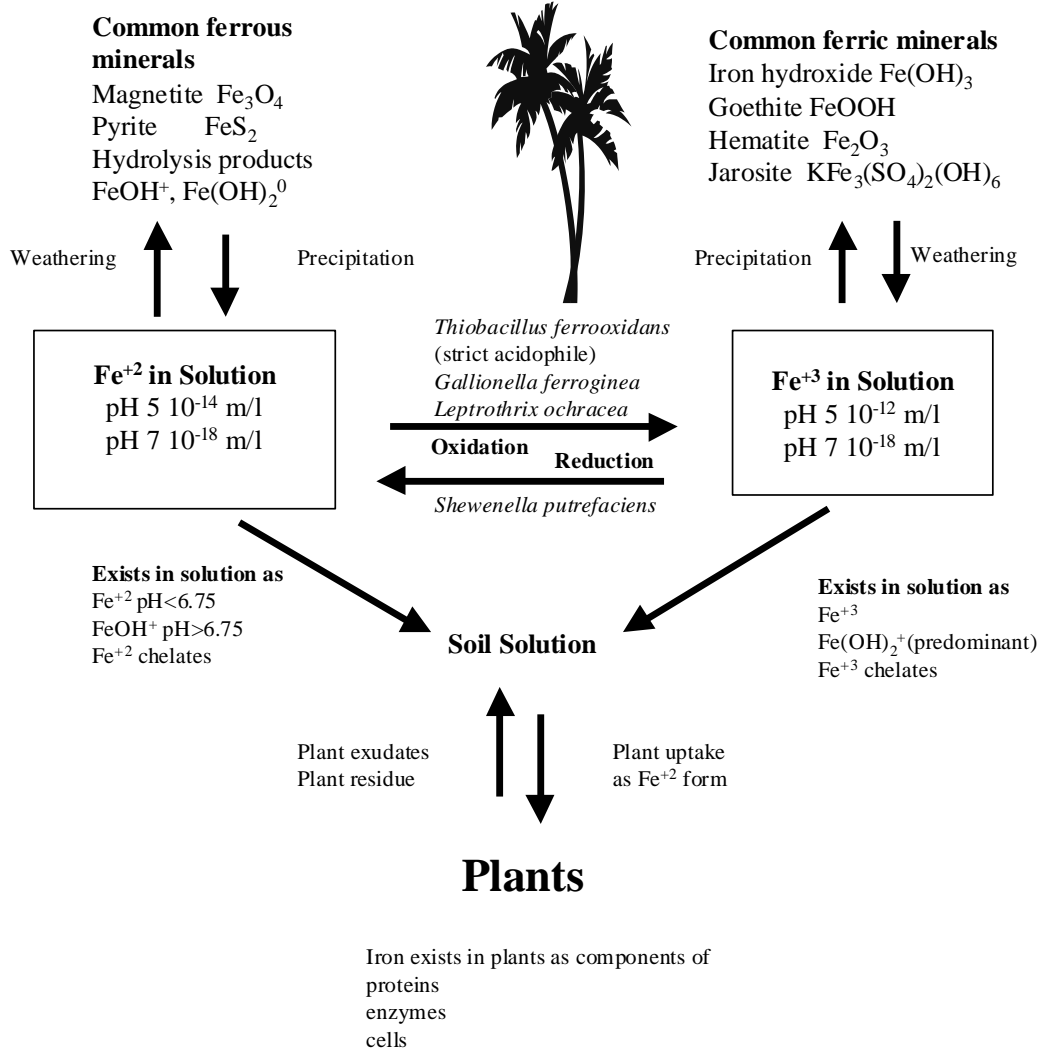 Common ferrous
minerals
Magnetite Fe₃O₄
Pyrite FeS₂
Hydrolysis products
FeOH⁺, Fe(OH)₂⁰
Common ferric minerals
Iron hydroxide Fe(OH)₃
Goethite FeOOH
Hematite Fe₂O₃
Jarosite KFe₃(SO₄)₂(OH)₆
Weathering
Precipitation
Precipitation
Weathering
Fe⁺² in Solution
pH 5 10⁻¹⁴ m/l
pH 7 10⁻¹⁸ m/l
Thiobacillus ferrooxidans
(strict acidophile)
Gallionella ferroginea
Leptrothrix ochracea
Oxidation
Reduction
Shewenella putrefaciens
Fe⁺³ in Solution
pH 5 10⁻¹² m/l
pH 7 10⁻¹⁸ m/l
Exists in solution as
Fe⁺² pH<6.75
FeOH⁺ pH>6.75
Fe⁺² chelates
Soil Solution
Exists in solution as
Fe⁺³
Fe(OH)₂⁺(predominant)
Fe⁺³ chelates
Plant exudates
Plant residue
Plant uptake
as Fe⁺² form
Plants
Iron exists in plants as components of
proteins
enzymes
cells